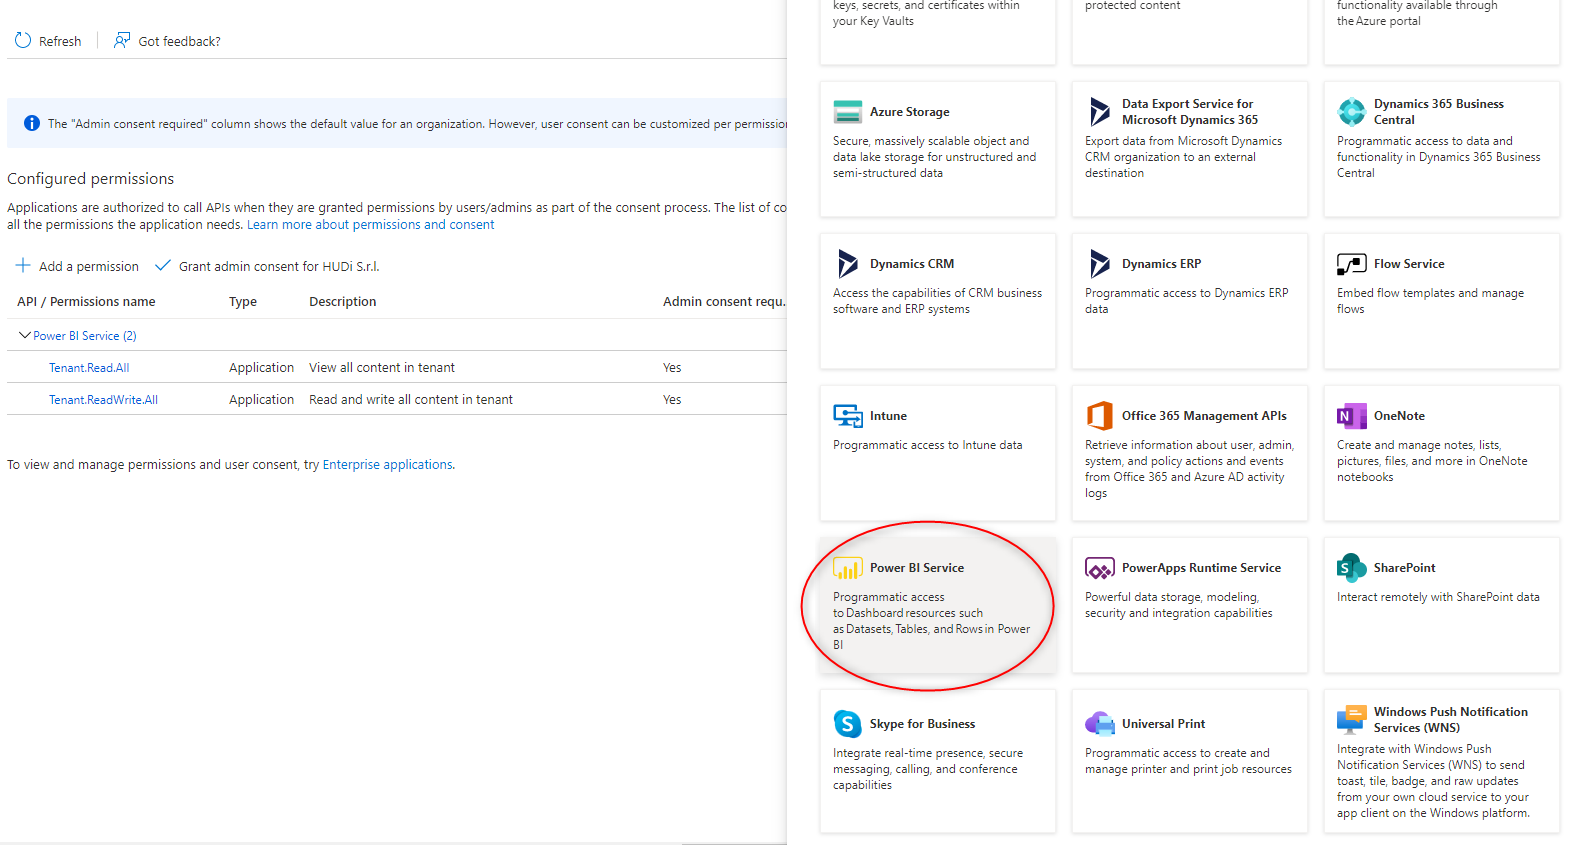 Refresh
Got feedback?
The "Admin consent required" column shows the default value for an organization. However, user consent can be customized per permissio
Configured permissions
Applications are authorized to call APIs when they are granted permissions by users/admins as part of the consent process. The list of co
all the permissions the application needs. Learn more about permissions and consent
Add a permission
Grant admin consent for HUDi S.r.l.
API / Permissions name Type Description Admin consent requ.
Power BI Service (2)
Tenant.Read.All Application View all content in tenant Yes
Tenant.ReadWrite.All Application Read and write all content in tenant Yes
To view and manage permissions and user consent, try Enterprise applications.
keys, secrets, and certificates within
your Key Vaults
protected content
functionality available through
the Azure portal
Azure Storage
Secure, massively scalable object and
data lake storage for unstructured and
semi-structured data
Data Export Service for
Microsoft Dynamics 365
Export data from Microsoft Dynamics
CRM organization to an external
destination
Dynamics 365 Business
Central
Programmatic access to data and
functionality in Dynamics 365 Business
Central
Dynamics CRM
Access the capabilities of CRM business
software and ERP systems
Dynamics ERP
Programmatic access to Dynamics ERP
data
Flow Service
Embed flow templates and manage
flows
Intune
Programmatic access to Intune data
Office 365 Management APIs
Retrieve information about user, admin,
system, and policy actions and events
from Office 365 and Azure AD activity
logs
N
OneNote
Create and manage notes, lists,
pictures, files, and more in OneNote
notebooks
Power BI Service
Programmatic access
to Dashboard resources such
as Datasets, Tables, and Rows in Power
BI
PowerApps Runtime Service
Powerful data storage, modeling,
security and integration capabilities
S
SharePoint
Interact remotely with SharePoint data
S
Skype for Business
Integrate real-time presence, secure
messaging, calling, and conference
capabilities
Universal Print
Programmatic access to create and
manage printer and print job resources
Windows Push Notification
Services (WNS)
Integrate with Windows Push
Notification Services (WNS) to send
toast, tile, badge, and raw updates
from your own cloud service to your
app client on the Windows platform.